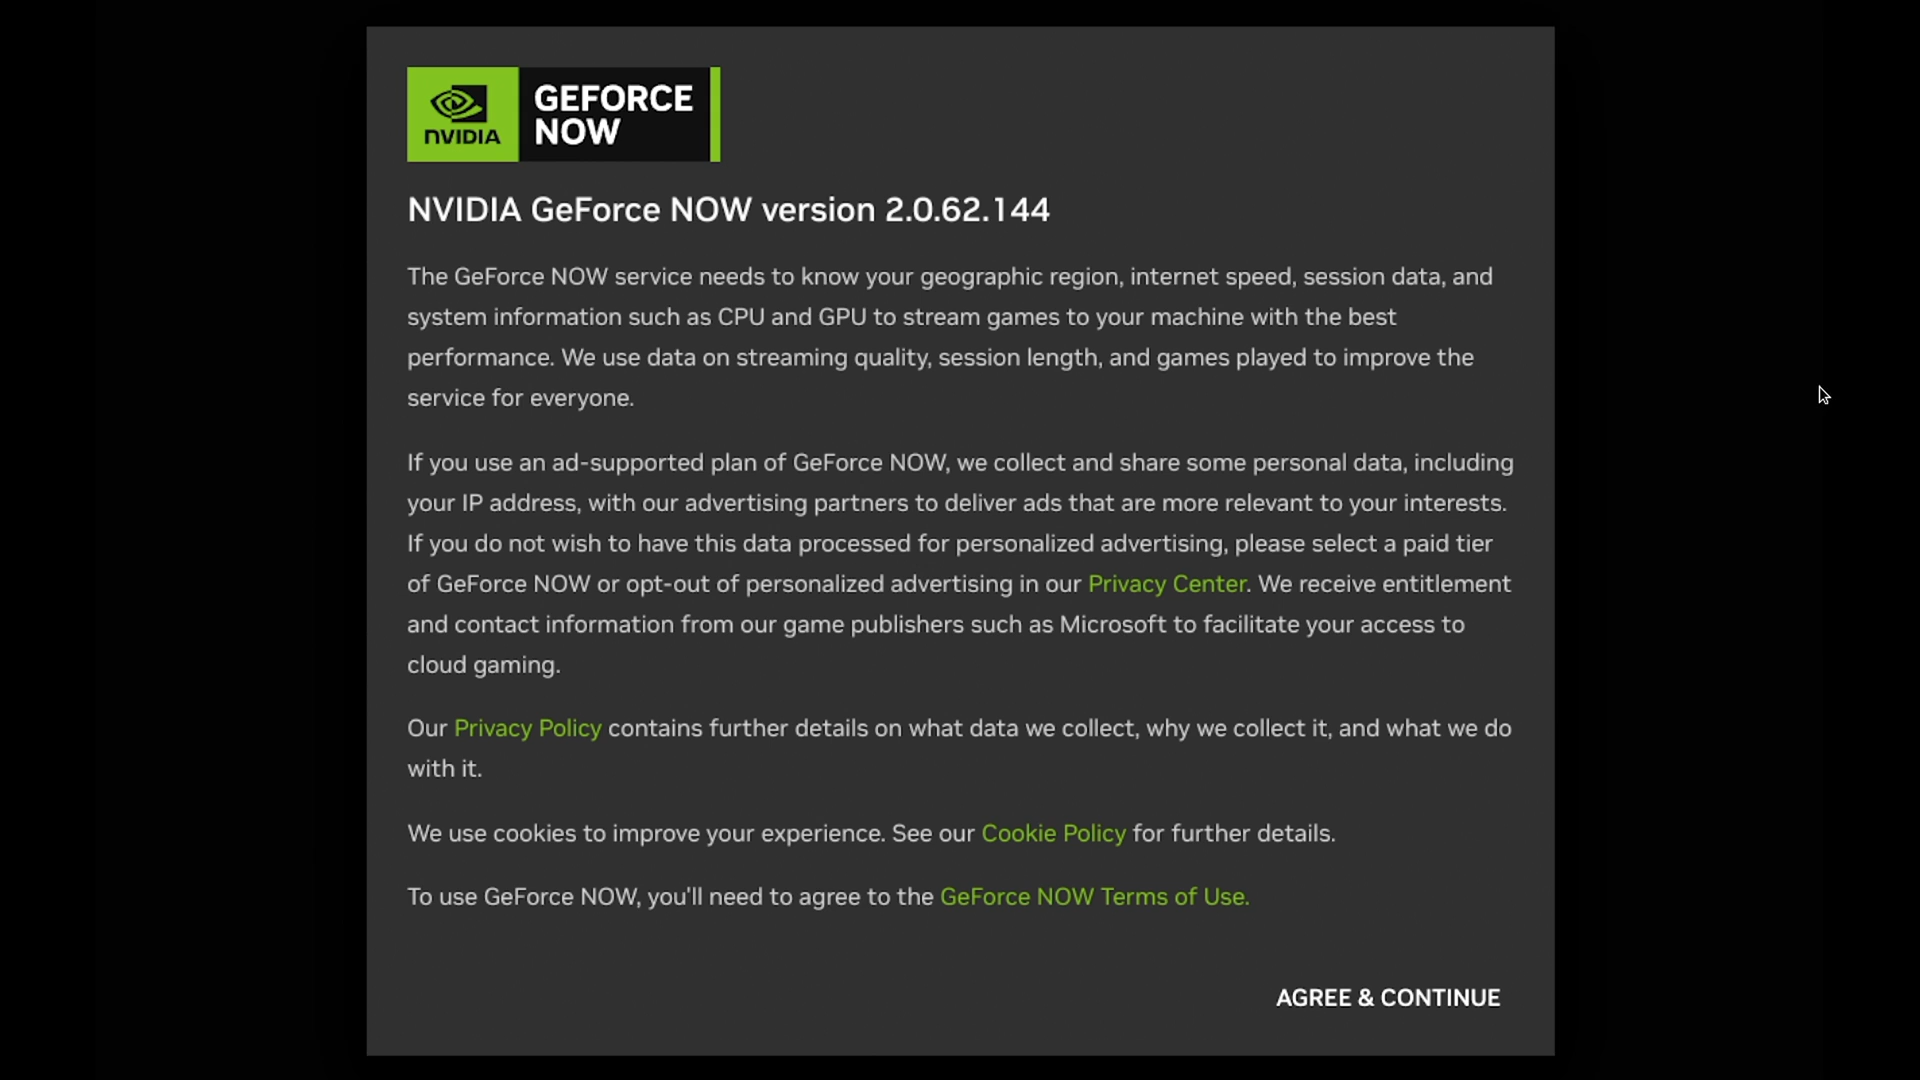 NVIDIA
GEFORCE
NOW
NVIDIA GeForce NOW version 2.0.62.144
The GeForce NOW service needs to know your geographic region, internet speed, session data, and
system information such as CPU and GPU to stream games to your machine with the best
performance. We use data on streaming quality, session length, and games played to improve the
service for everyone.
If you use an ad-supported plan of GeForce NOW, we collect and share some personal data, including
your IP address, with our advertising partners to deliver ads that are more relevant to your interests.
If you do not wish to have this data processed for personalized advertising, please select a paid tier
of GeForce NOW or opt-out of personalized advertising in our Privacy Center. We receive entitlement
and contact information from our game publishers such as Microsoft to facilitate your access to
cloud gaming.
Our Privacy Policy contains further details on what data we collect, why we collect it, and what we do
with it.
We use cookies to improve your experience. See our Cookie Policy for further details.
To use GeForce NOW, you'll need to agree to the GeForce NOW Terms of Use.
AGREE & CONTINUE